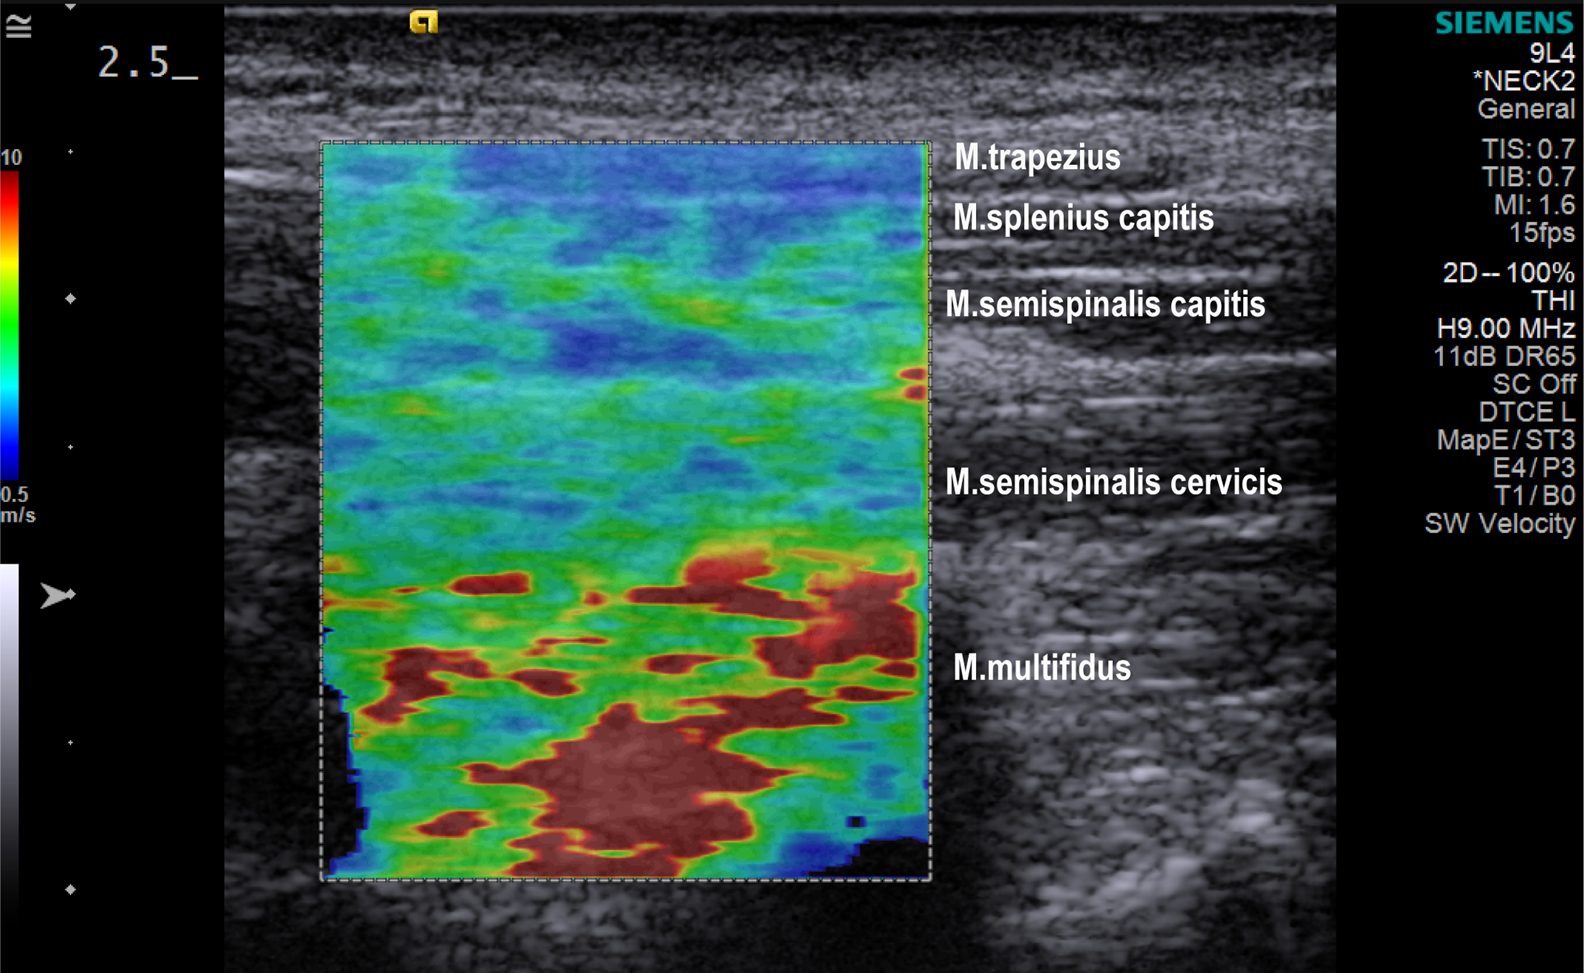 2.5_
10
0.5
m/s
M.trapezius
M.splenius capitis
M.semispinalis capitis
M.semispinalis cervicis
M.multifidus
SIEMENS
9L4
*NECK2
General
TIS: 0.7
TIB: 0.7
MI: 1.6
15fps
2D--100%
THI
H9.00 MHz
11dB DR65
SC Off
DTCE L
MapE/ST3
E4/P3
T1/B0
SW Velocity